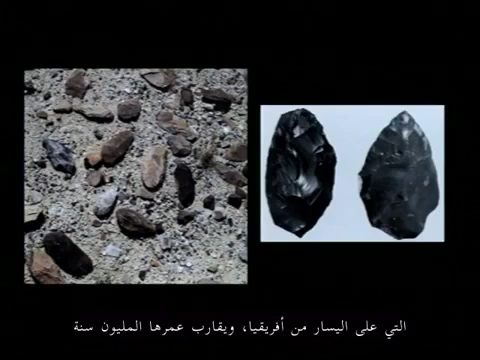 التي على اليسار من أفريقيا، ويقارب عمرها المليون سنة